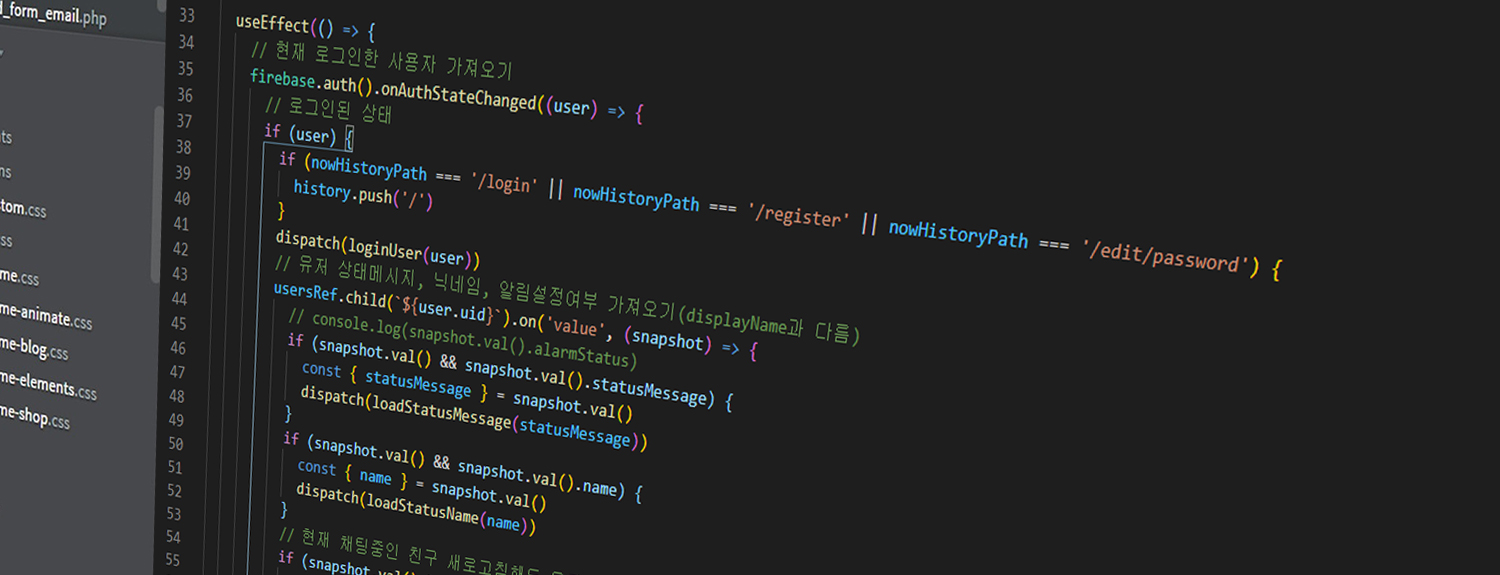 d_form_email.php
ts
ns
tom.css
ss
me.css
me-animate.css
me-blog.css
me-elements.css
me-shop.css
33 useEffect(() => {
34 // 현재 로그인한 사용자 가져오기
35 firebase.auth().onAuthStateChanged((user) => {
36 // 로그인된 상태
37 if (user) {
38 if (nowHistoryPath === '/login' || nowHistoryPath === '/register' || nowHistoryPath === '/edit/password') {
39 history.push('/')
40 }
41 dispatch(loginUser(user))
42 // 유저 상태메시지, 닉네임, 알림설정여부 가져오기(displayName과 다름)
43 usersRef.child(`${user.uid}`).on('value', (snapshot) => {
44 // console.log(snapshot.val().alarmStatus)
45 if (snapshot.val() && snapshot.val().statusMessage) {
46 const { statusMessage } = snapshot.val()
47 dispatch(loadStatusMessage(statusMessage))
48 }
49 if (snapshot.val() && snapshot.val().name) {
50 const { name } = snapshot.val()
51 dispatch(loadStatusName(name))
52 }
53 // 현재 채팅중인 친구 새로고침해도
54 if (snapshot.val()
55